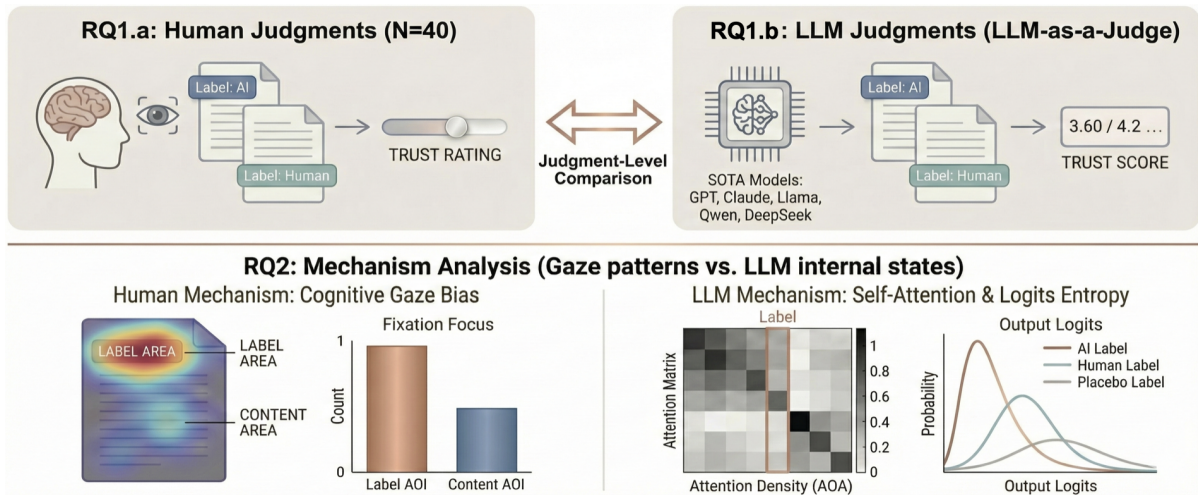 RQ1.a: Human Judgments (N=40)
Label: AI
Label: Human
TRUST RATING
Judgment-Level
Comparison
RQ1.b: LLM Judgments (LLM-as-a-Judge)
SOTA Models:
GPT, Claude, Llama,
Qwen, DeepSeek
Label: AI
Label: Human
3.60 / 4.2 ...
TRUST SCORE
RQ2: Mechanism Analysis (Gaze patterns vs. LLM internal states)
Human Mechanism: Cognitive Gaze Bias
LABEL AREA
LABEL
AREA
CONTENT
AREA
Fixation Focus
1
Count
0
Label AOI
Content AOI
LLM Mechanism: Self-Attention & Logits Entropy
Label
Attention Matrix
1
0.8
0.6
0.4
0.2
0
Attention Density (AOA)
Output Logits
AI Label
Human Label
Placebo Label
Probability
Output Logits